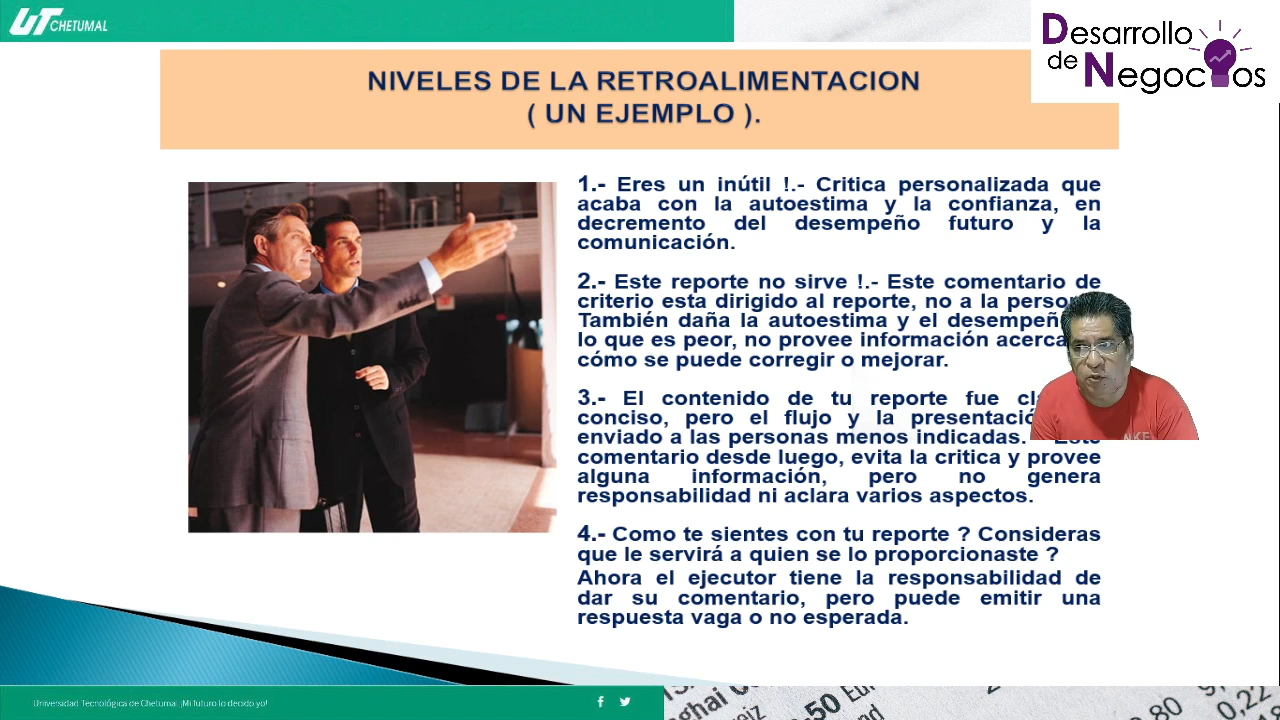 UT CHETUMAL
Desarrollo
de Negocios
NIVELES DE LA RETROALIMENTACION
( UN EJEMPLO ).
1.- Eres un inútil !.- Critica personalizada que
acaba con la autoestima y la confianza, en
decremento del desempeño futuro y la
comunicación.
2.- Este reporte no sirve !.- Este comentario de
criterio esta dirigido al reporte, no a la
También daña la autoestima y el
lo que es peor, no provee información
cómo se puede corregir o mejorar.
3.- El contenido de tu reporte fue
conciso, pero el flujo y la
enviado a las personas menos indicadas.
comentario desde luego, evita la critica y provee
alguna información, pero no genera
responsabilidad ni aclara varios aspectos.
4.- Como te sientes con tu reporte ? Consideras
que le servirá a quien se lo proporcionaste ?
Ahora el ejecutor tiene la responsabilidad de
dar su comentario, pero puede emitir una
respuesta vaga o no esperada.
Universidad Tecnológica de Chetumal ¡Mi futuro lo decido yo!